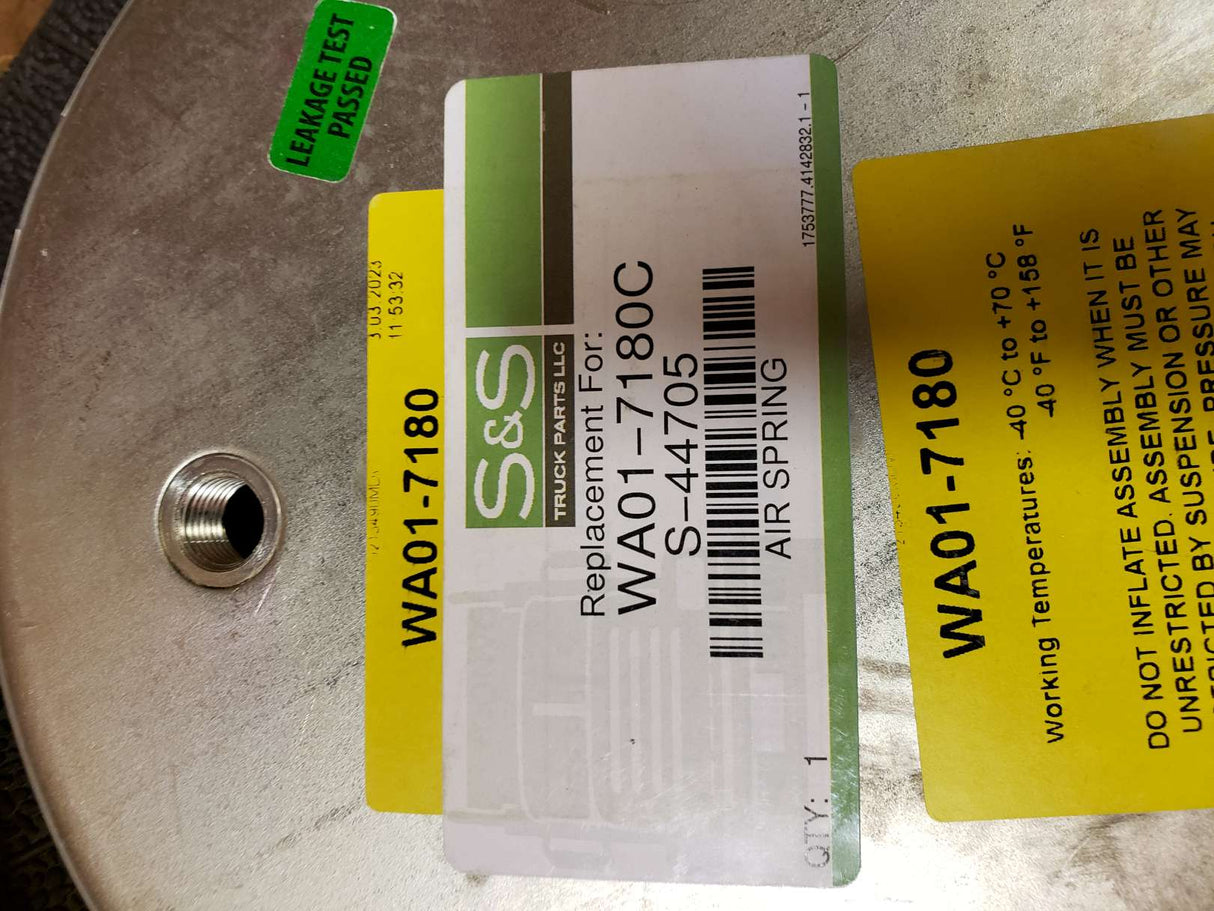 LEAKAGE TEST
PASSED
.03.2023
11 53:32
WA01-7180
S&S
TRUCK PARTS LLC
Replacement For:
WA01-7180C
S-44705
AIR SPRING
QTY: 1
1753777.4142832.1 - 1
WA01-7180
Working Temperatures: -40 °C to +70 °C
-40 °F to +158 °F
DO NOT INFLATE ASSEMBLY WHEN IT IS
UNRESTRICTED. ASSEMBLY MUST BE
BY SUSPENSION OR OTHER
PRESSURE MAY